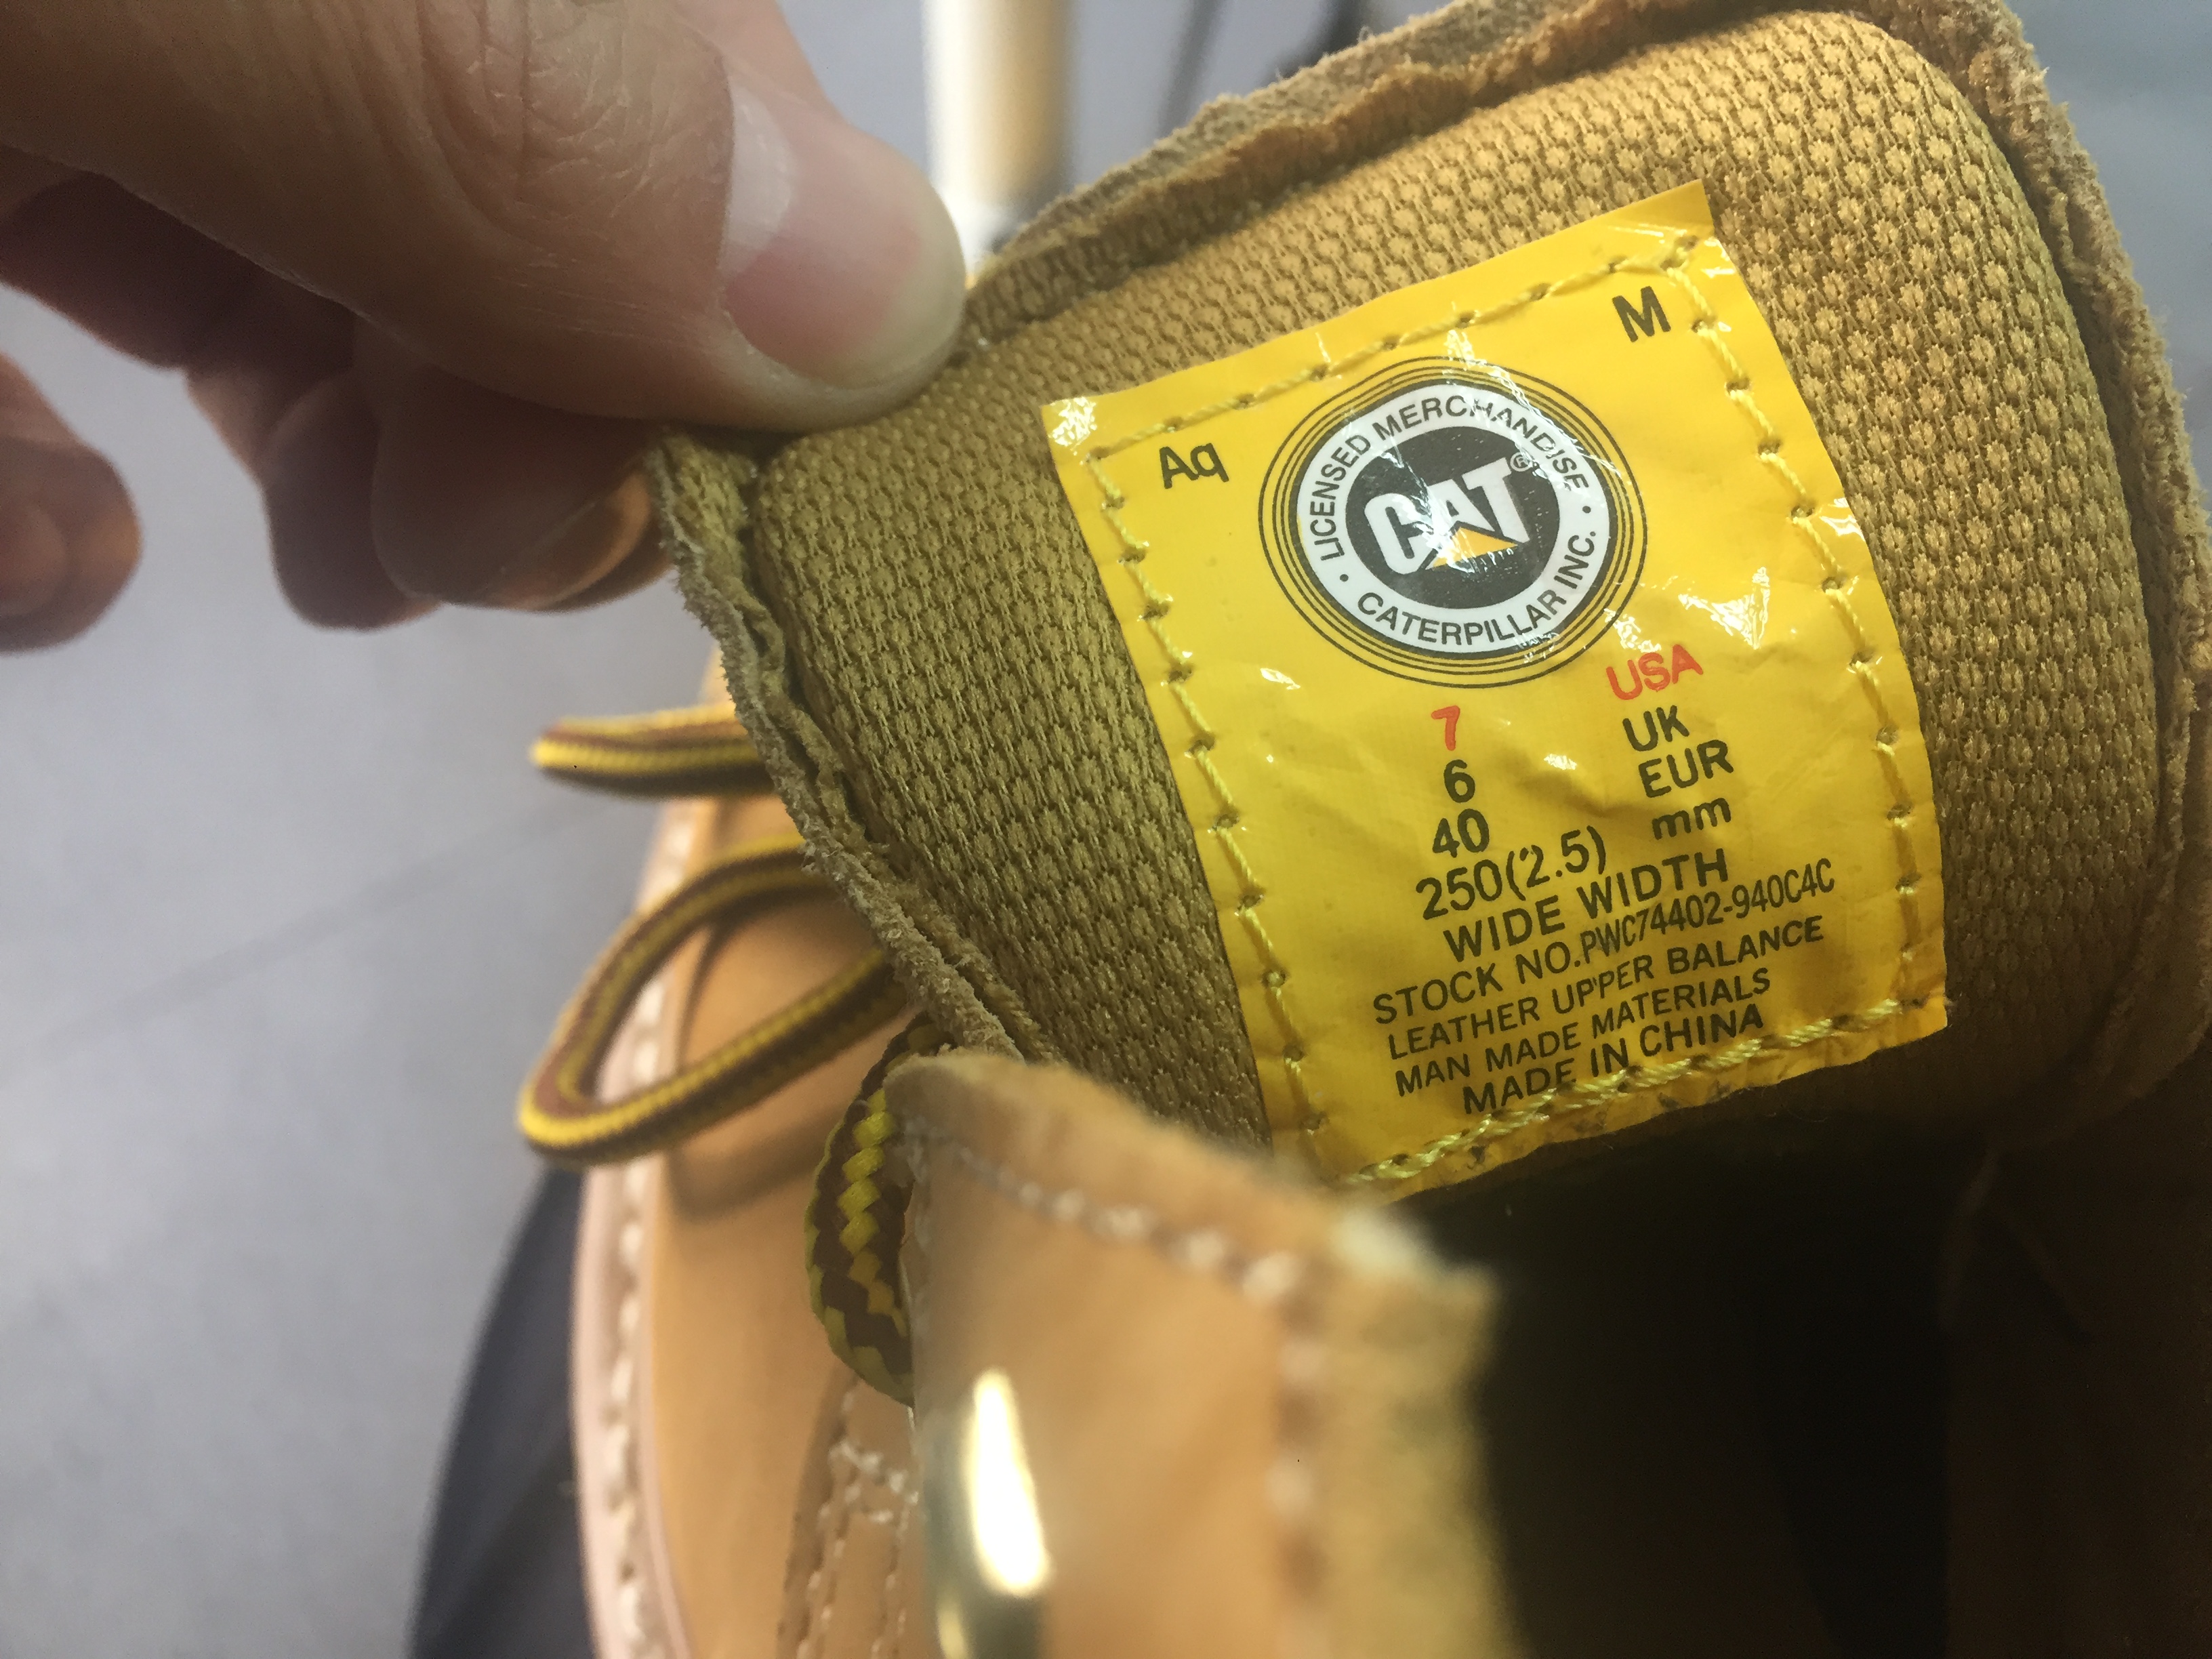 Aq M
LICENSED MERCHANDISE
CAT®
CATERPILLAR INC.
USA
7 UK
6 EUR
40 mm
250(2.5)
WIDE WIDTH
STOCK NO.PWC74402-940C4C
LEATHER UPPER BALANCE
MAN MADE MATERIALS
MADE IN CHINA